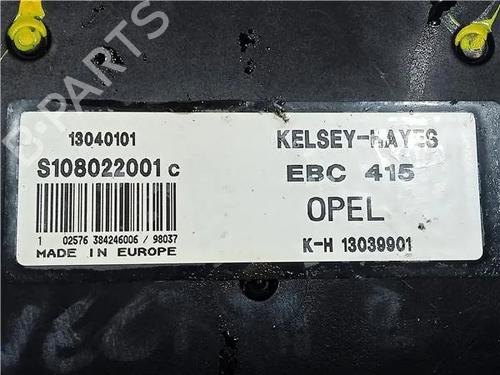 B-PARTS
13040101
S108022001 c
1 02576 384246006 / 98037
MADE IN EUROPE
KELSEY-HAYES
EBC 415
OPEL
K-H 13039901